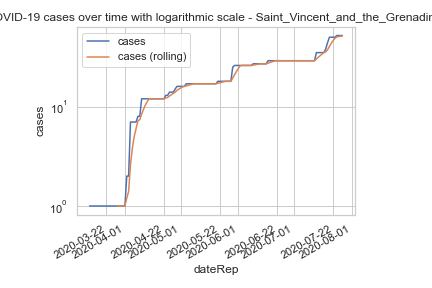 OVID-19 cases over time with logarithmic scale - Saint_Vincent_and_the_Grenadin
cases
cases (rolling)
10¹
10⁰
cases
2020-03-22
2020-04-01
2020-04-22
2020-05-01
2020-05-22
2020-06-01
2020-06-22
2020-07-01
2020-07-22
2020-08-01
dateRep